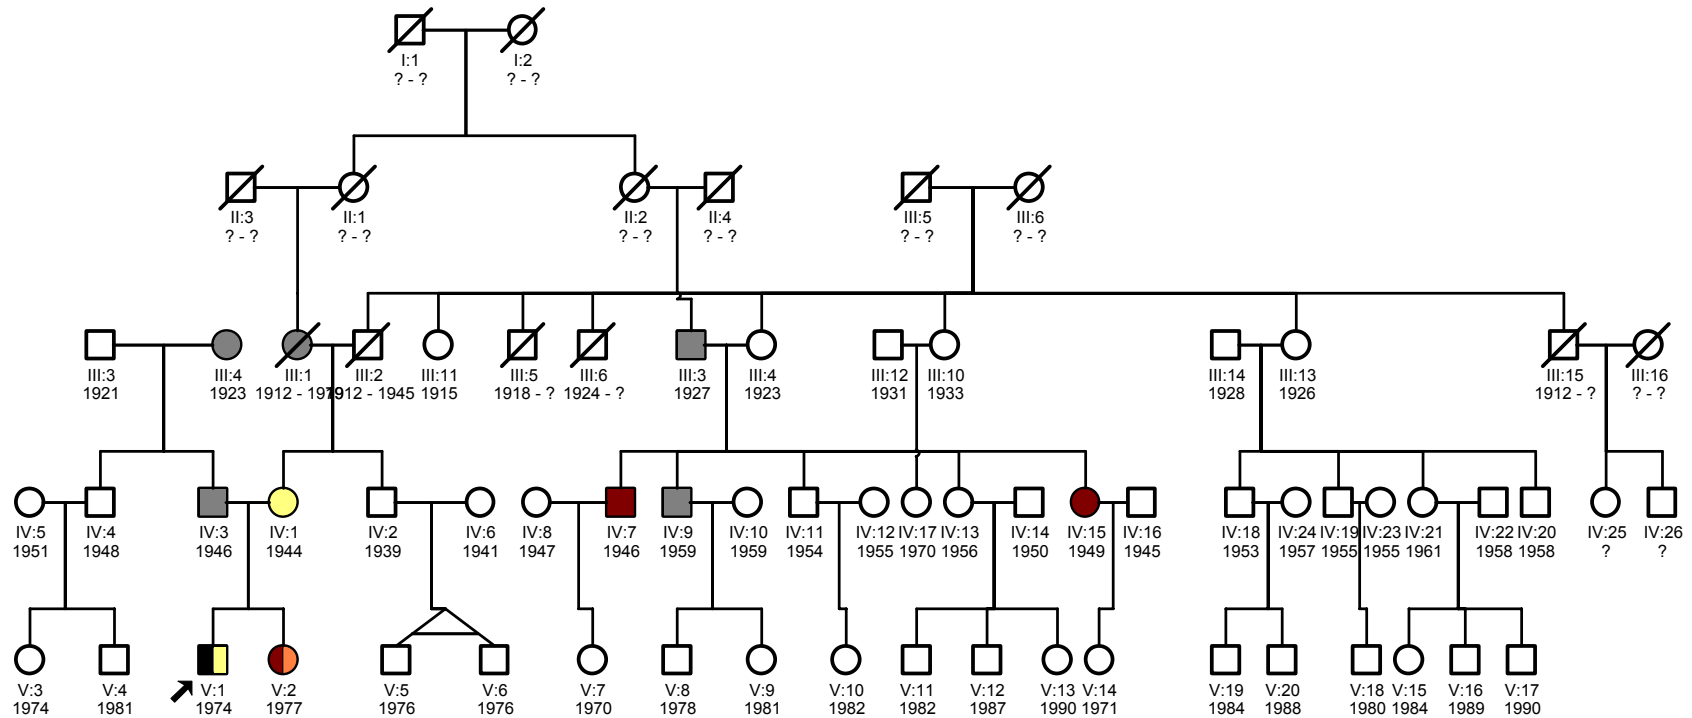 I:1 I:2
? - ? ? - ?
II:3 II:1 II:2 II:4 III:5 III:6
? - ? ? - ? ? - ? ? - ? ? - ? ? - ?
III:3 III:4 III:1 III:2 III:11 III:5 III:6 III:3 III:4 III:12 III:10 III:14 III:13 III:15 III:16
1921 1923 1912 - 1979 1912 - 1945 1915 1918 - ? 1924 - ? 1927 1923 1931 1933 1928 1926 1912 - ? ? - ?
IV:5 IV:4 IV:3 IV:1 IV:2 IV:6 IV:8 IV:7 IV:9 IV:10 IV:11 IV:12 IV:17 IV:13 IV:14 IV:15 IV:16 IV:18 IV:24 IV:19 IV:23 IV:21 IV:22 IV:20 IV:25 IV:26
1951 1948 1946 1944 1939 1941 1947 1946 1959 1959 1954 1955 1970 1956 1950 1949 1945 1953 1957 1955 1955 1961 1958 1958 ? ?
V:3 V:4 V:1 V:2 V:5 V:6 V:7 V:8 V:9 V:10 V:11 V:12 V:13 V:14 V:19 V:20 V:18 V:15 V:16 V:17
1974 1981 1974 1977 1976 1976 1970 1978 1981 1982 1982 1987 1990 1971 1984 1988 1980 1984 1989 1990